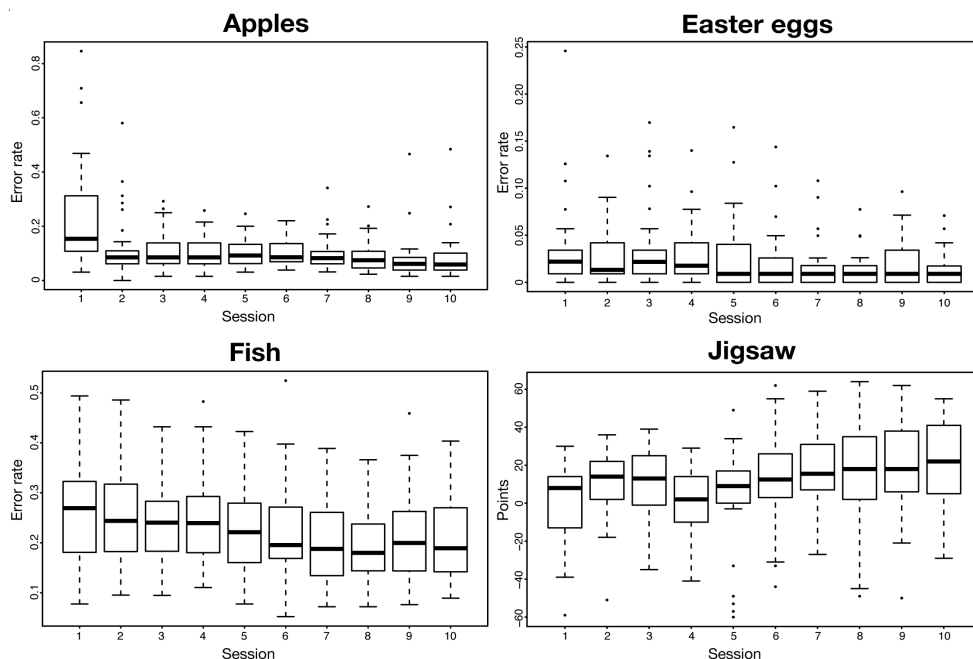 Apples
Error rate
0.8
0.6
0.4
0.2
0
1 2 3 4 5 6 7 8 9 10
Session
Easter eggs
Error rate
0.25
0.20
0.15
0.10
0.05
0.00
1 2 3 4 5 6 7 8 9 10
Session
Fish
Error rate
0.5
0.4
0.3
0.2
0.1
1 2 3 4 5 6 7 8 9 10
Session
Jigsaw
Points
60
40
20
0
−20
−40
−60
1 2 3 4 5 6 7 8 9 10
Session